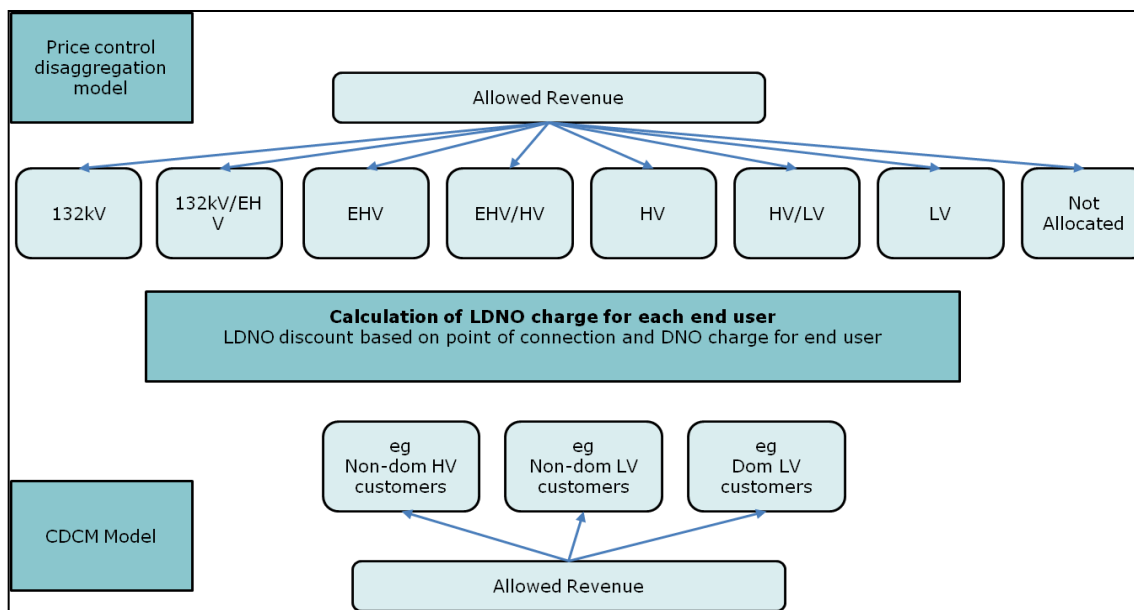 Price control
disaggregation
model
Allowed Revenue
132kV
132kV/EH
V
EHV
EHV/HV
HV
HV/LV
LV
Not
Allocated
Calculation of LDNO charge for each end user
LDNO discount based on point of connection and DNO charge for end user
eg
Non-dom HV
customers
eg
Non-dom LV
customers
eg
Dom LV
customers
CDCM Model
Allowed Revenue